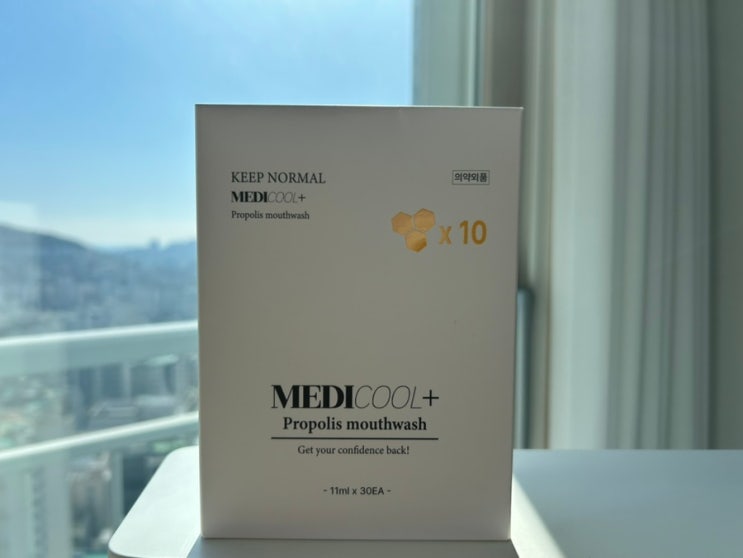 KEEP NORMAL
의약외품
MEDICOOL+
Propolis mouthwash
x 10
MEDICOOL+
Propolis mouthwash
Get your confidence back!
- 11ml x 30EA -